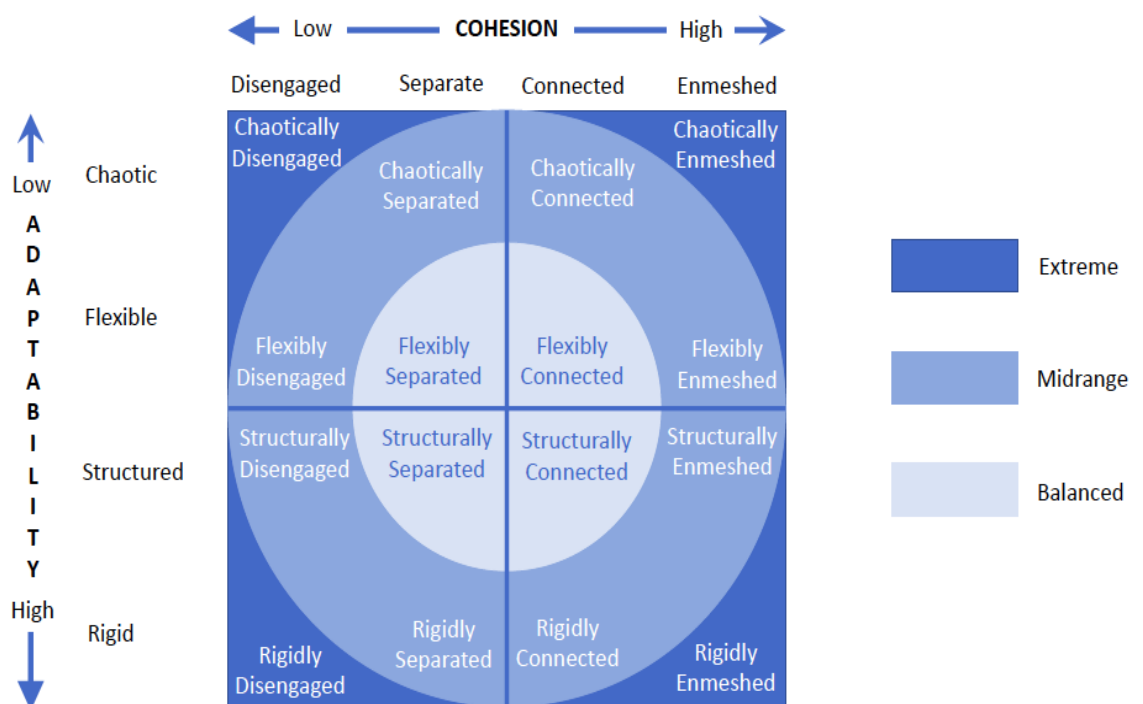 Low COHESION High
Disengaged Separate Connected Enmeshed
Chaotically
Disengaged
Chaotically
Separated
Chaotically
Connected
Chaotically
Enmeshed
Low
Chaotic
A
D
A
P
T
A
B
I
L
I
T
Y
High
Flexible
Flexibly
Disengaged
Flexibly
Separated
Flexibly
Connected
Flexibly
Enmeshed
Structured
Structurally
Disengaged
Structurally
Separated
Structurally
Connected
Structurally
Enmeshed
Rigid
Rigidly
Disengaged
Rigidly
Separated
Rigidly
Connected
Rigidly
Enmeshed
Extreme
Midrange
Balanced